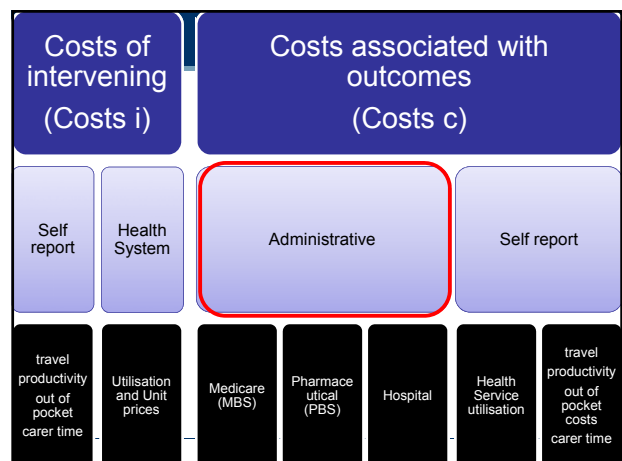 Costs of
intervening
(Costs i)
Costs associated with
outcomes
(Costs c)
Self
report
Health
System
Administrative
Self report
travel
productivity
out of
pocket
carer time
Utilisation
and Unit
prices
Medicare
(MBS)
Pharmace
utical
(PBS)
Hospital
Health
Service
utilisation
travel
productivity
out of
pocket
costs
carer time